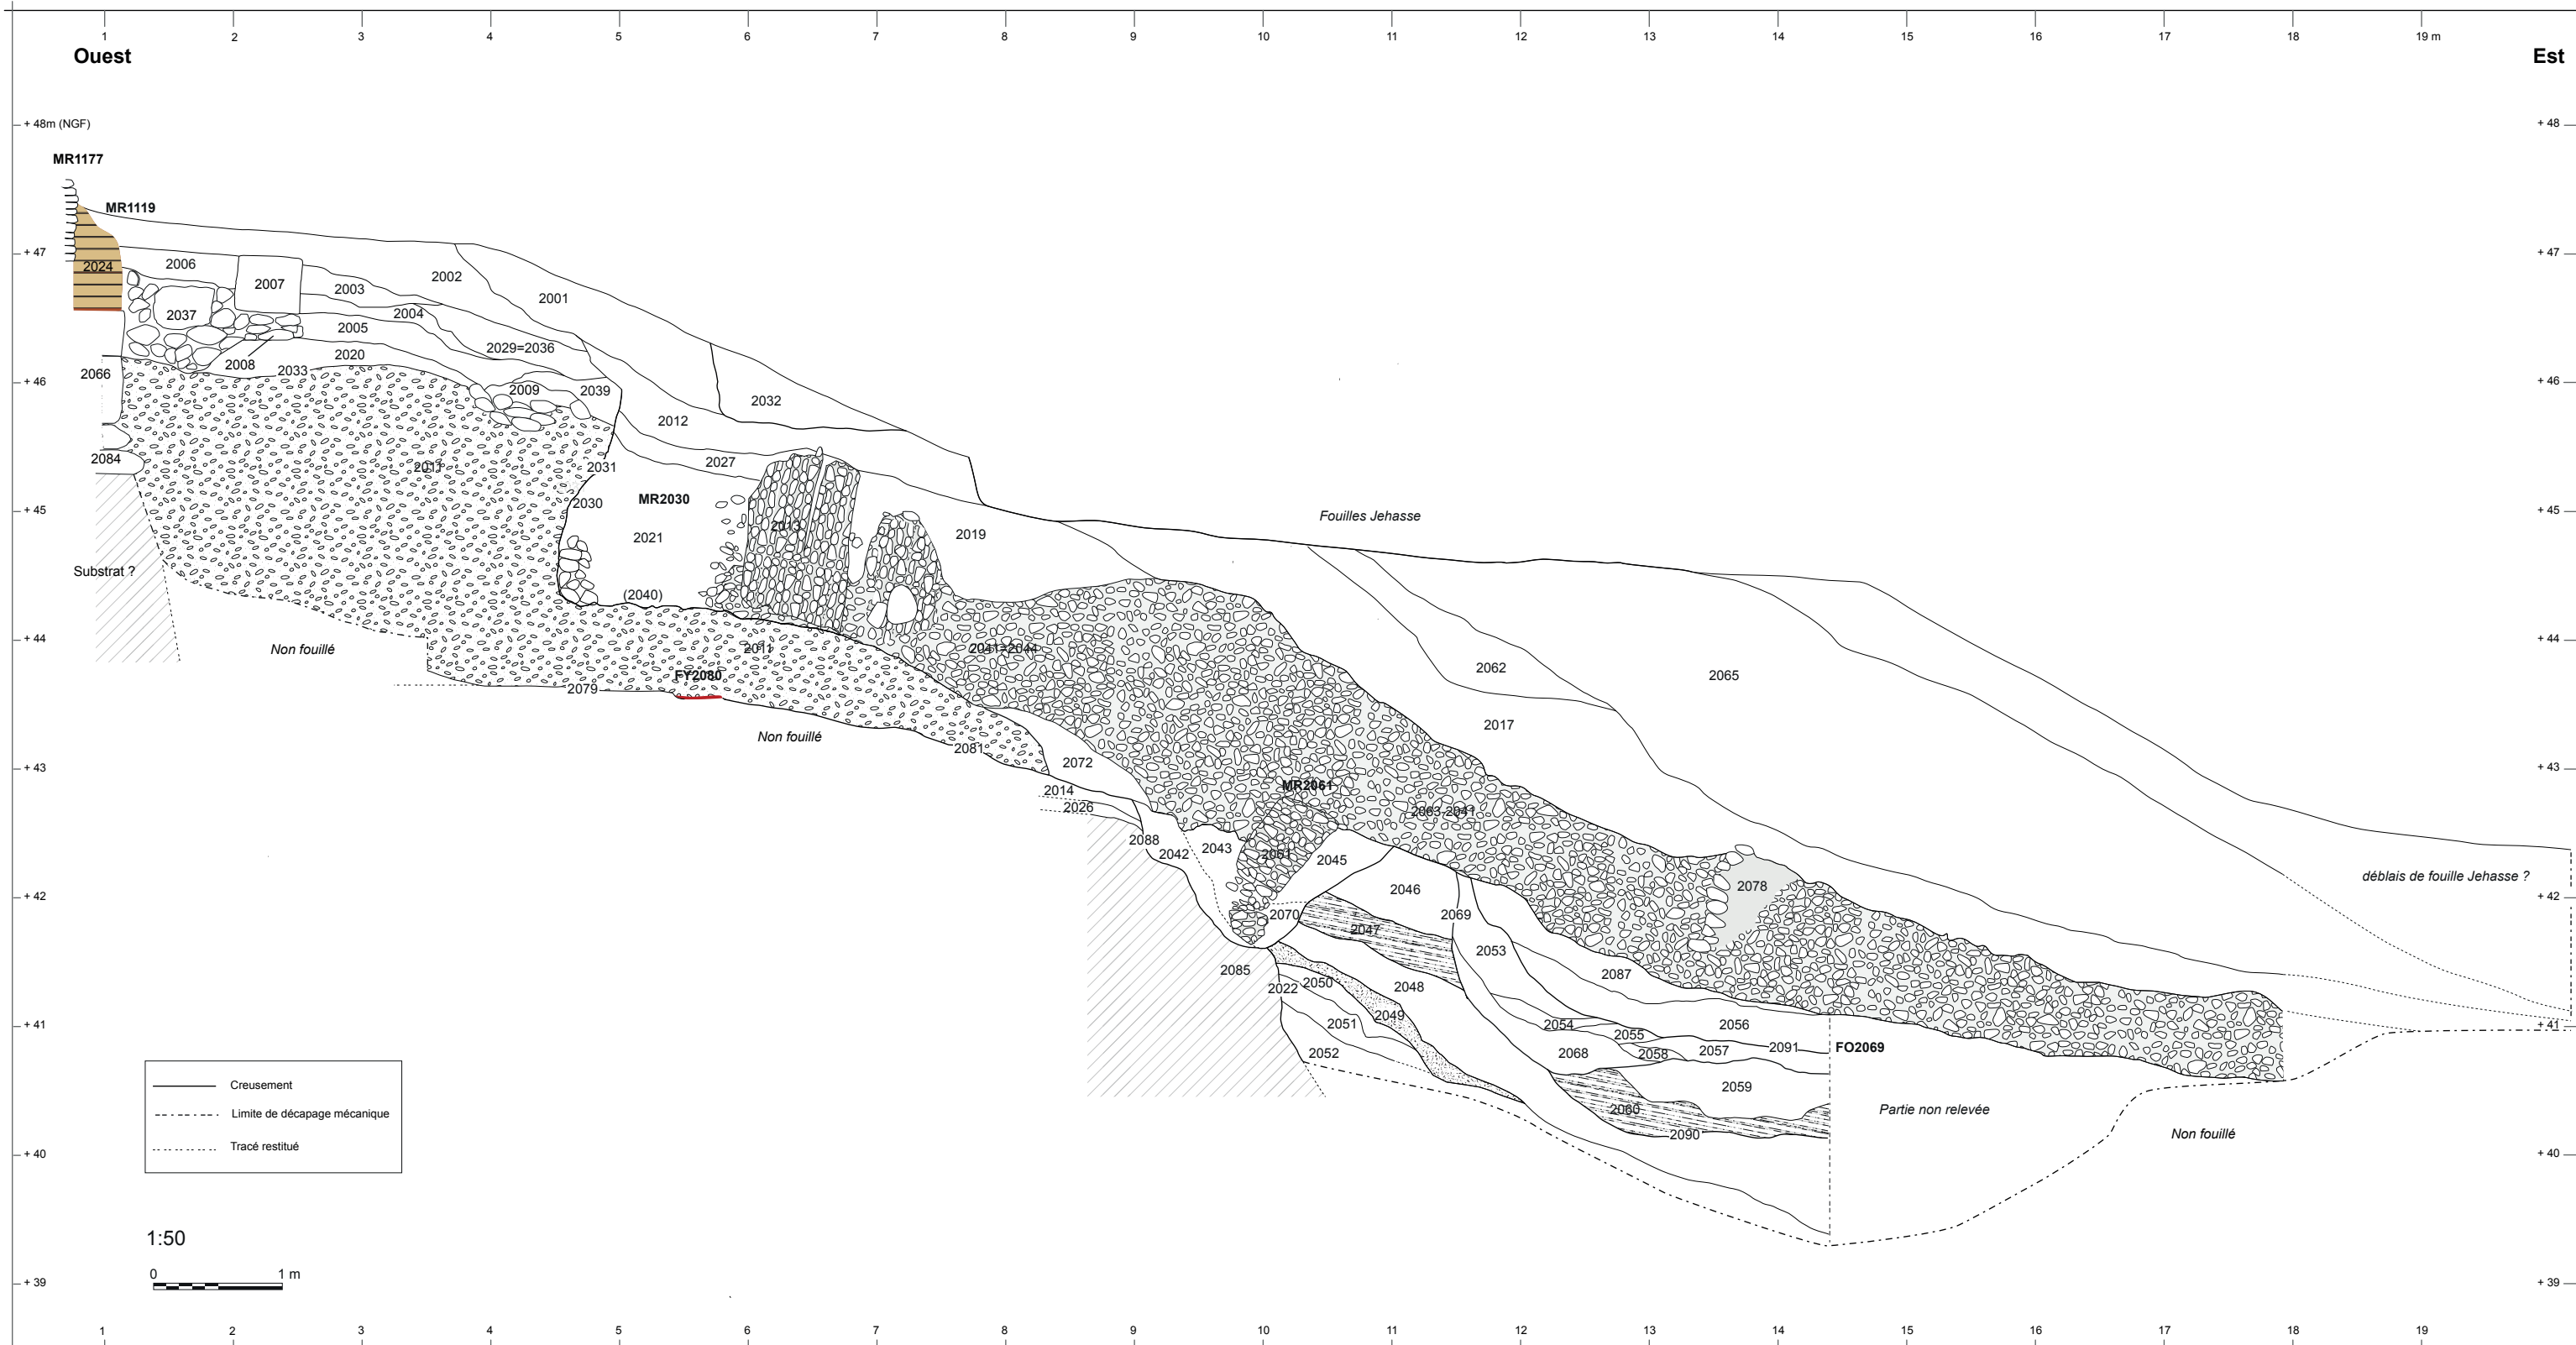 1 2 3 4 5 6 7 8 9 10 11 12 13 14 15 16 17 18 19 m
Ouest Est
+ 48m (NGF) + 48
MR1177
MR1119
+ 47 + 47
2024 2006 2007 2003 2002 2001
2037 2004
2005 2029=2036
2008 2020
2033
2066 + 46 + 46
2009 2039 2032
2012
2084 2011 2031 2027
MR2030
2030
+ 45 + 45
2013 2019 Fouilles Jehasse
2021
Substrat ?
(2040)
+ 44 + 44
Non fouillé 2011 2041=2044
2062 2065
FY2080
2079
2017
Non fouillé 2081
2072
+ 43 + 43
2014 MR2061
2026 2063-2041
2088 2042 2043 2061 2045
2046 2078 déblais de fouille Jehasse ?
+ 42 + 42
2070 2069
2047
2053
2085 2087
2022 2050 2048
2049
2051 2054 2056
+ 41 + 41
2055
2052 2068 2058 2057 2091 FO2069
2059
2060 Partie non relevée
2090 Non fouillé
Creusement
Limite de décapage mécanique
Tracé restitué
+ 40 + 40
1:50
0 1 m
+ 39 + 39
1 2 3 4 5 6 7 8 9 10 11 12 13 14 15 16 17 18 19